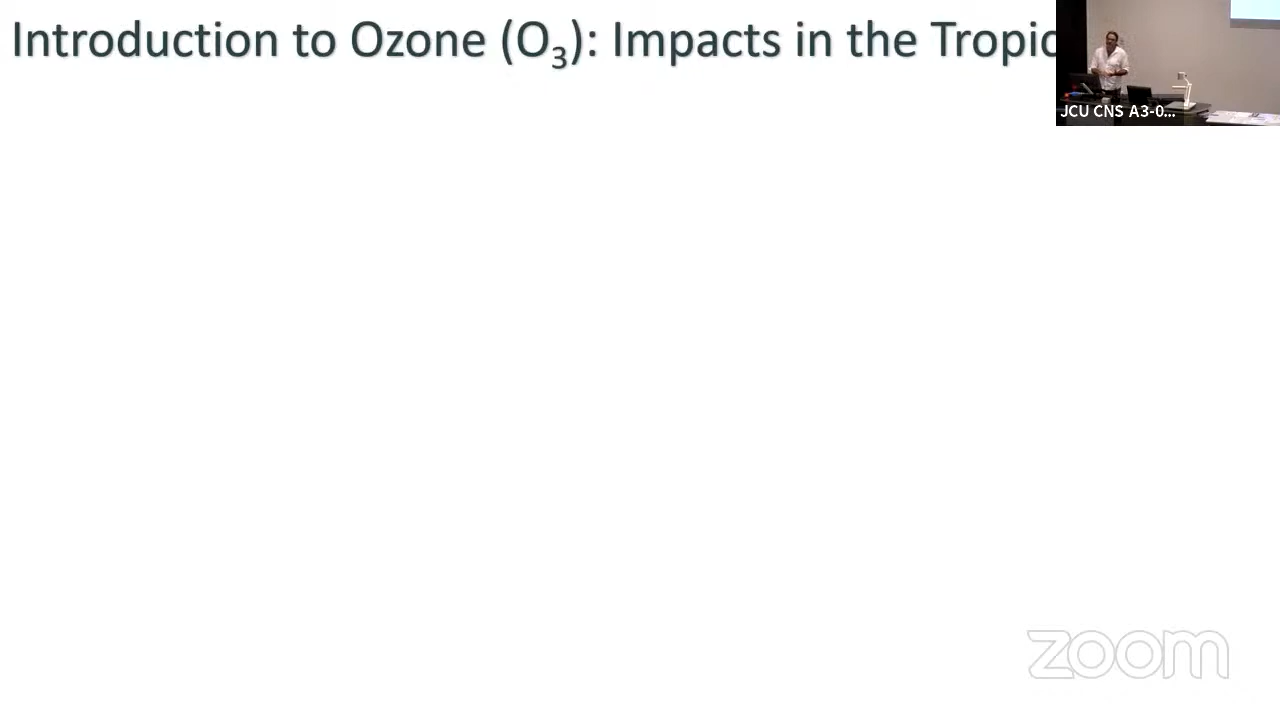 Introduction to Ozone (O₃): Impacts in the Tropic
JCU CNS A3-0...
zoom